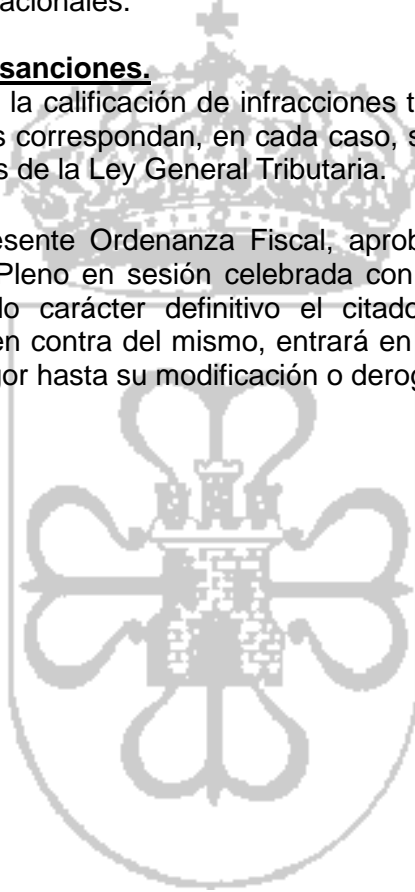 acionales.
sanciones.
la calificación de infracciones t
s correspondan, en cada caso, s
s de la Ley General Tributaria.
esente Ordenanza Fiscal, aprob
Pleno en sesión celebrada con
lo carácter definitivo el citado
en contra del mismo, entrará en
gor hasta su modificación o derog